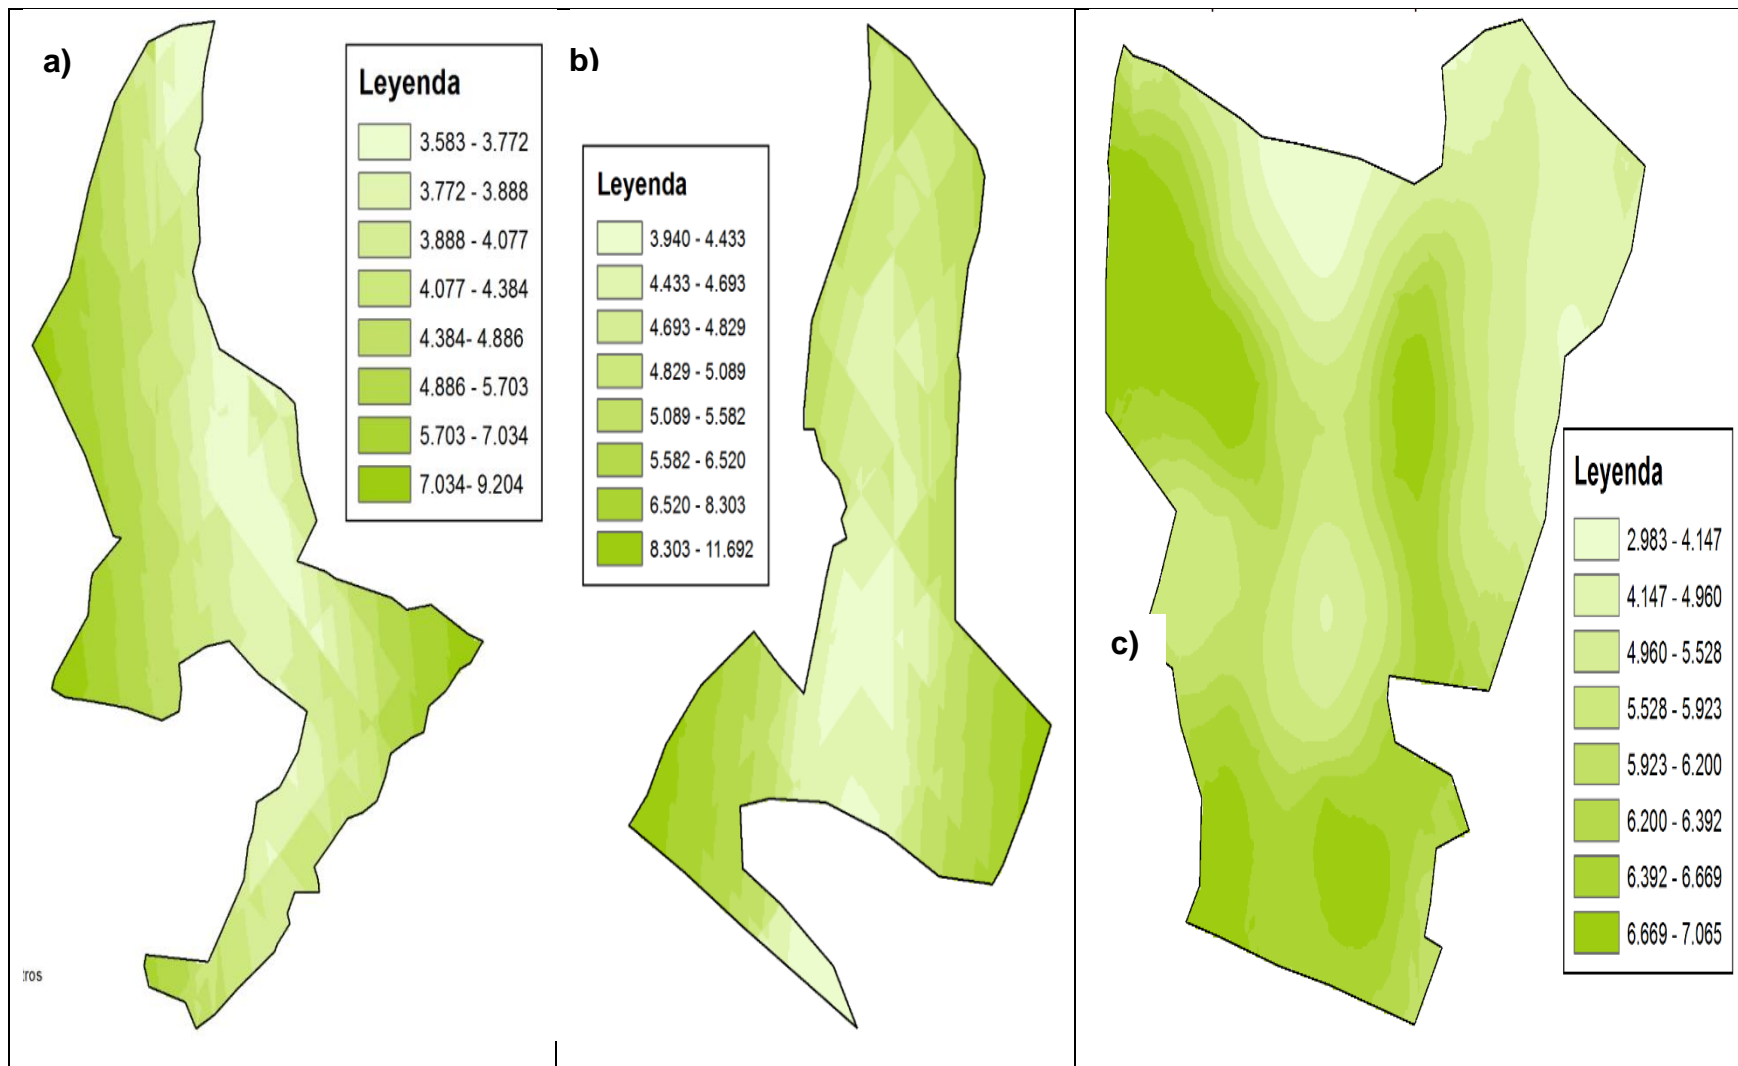 a)
Leyenda
3.583 - 3.772
3.772 - 3.888
3.888 - 4.077
4.077 - 4.384
4.384- 4.886
4.886 - 5.703
5.703 - 7.034
7.034- 9.204
tros
b)
Leyenda
3.940 - 4.433
4.433 - 4.693
4.693 - 4.829
4.829 - 5.089
5.089 - 5.582
5.582 - 6.520
6.520 - 8.303
8.303 - 11.692
c)
Leyenda
2.983 - 4.147
4.147 - 4.960
4.960 - 5.528
5.528 - 5.923
5.923 - 6.200
6.200 - 6.392
6.392 - 6.669
6.669 - 7.065